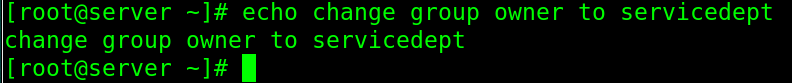 [root@server ~]# echo change group owner to servicedept
change group owner to servicedept
[root@server ~]#